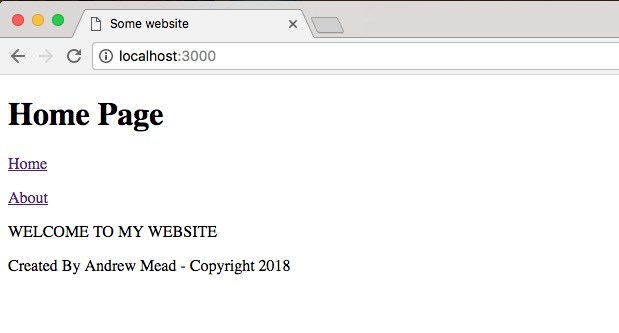 Some website
localhost:3000
Home Page
Home
About
WELCOME TO MY WEBSITE
Created By Andrew Mead - Copyright 2018